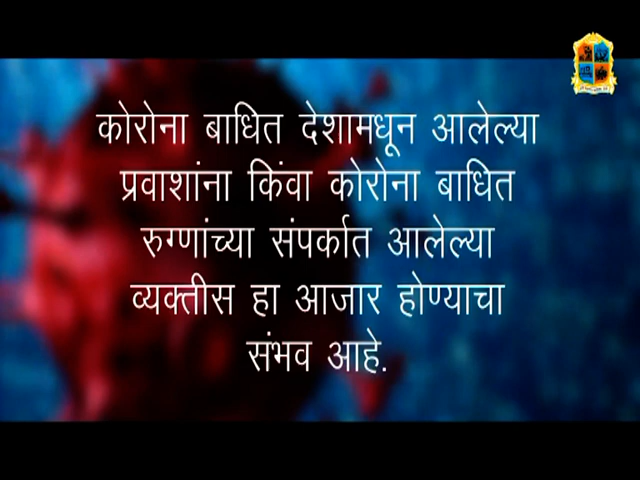 कोरोना बाधित देशामधून आलेल्या
प्रवाशांना किंवा कोरोना बाधित
रुग्णांच्या संपर्कात आलेल्या
व्यक्तीस हा आजार होण्याचा
संभव आहे.